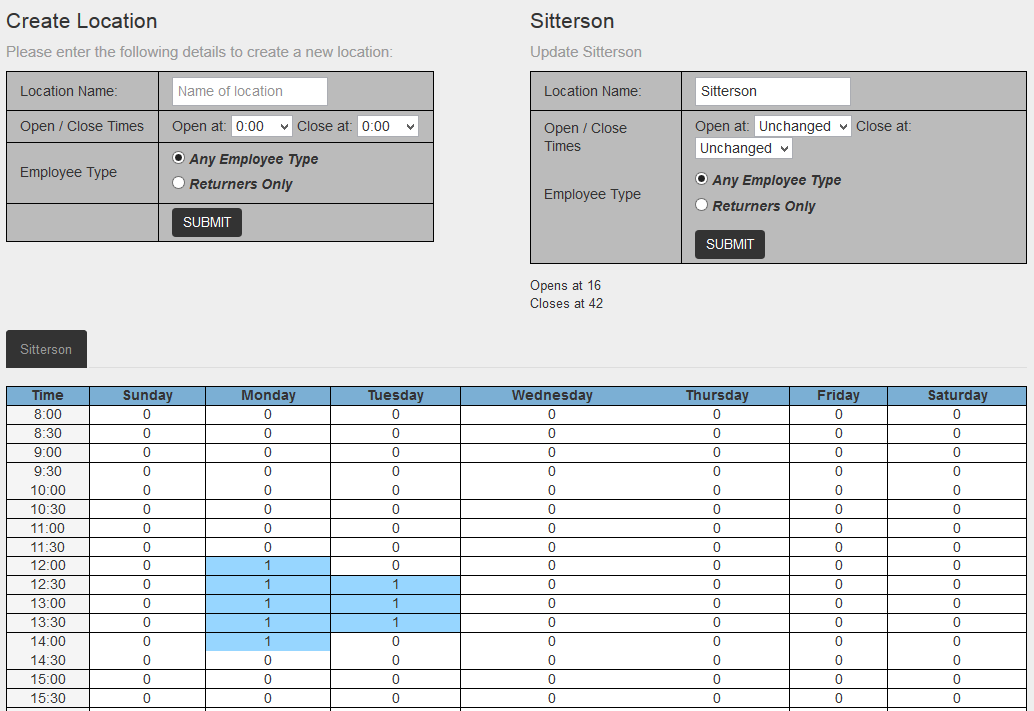 Create Location
Please enter the following details to create a new location:
Location Name: Name of location
Open / Close Times Open at: 0:00 Close at: 0:00
Employee Type
Any Employee Type
Returners Only
SUBMIT
Sitterson
Update Sitterson
Location Name: Sitterson
Open / Close Times
Open at: Unchanged Close at:
Unchanged
Employee Type
Any Employee Type
Returners Only
SUBMIT
Opens at 16
Closes at 42
Sitterson
Time Sunday Monday Tuesday Wednesday Thursday Friday Saturday
8:00 0 0 0 0 0 0 0
8:30 0 0 0 0 0 0 0
9:00 0 0 0 0 0 0 0
9:30 0 0 0 0 0 0 0
10:00 0 0 0 0 0 0 0
10:30 0 0 0 0 0 0 0
11:00 0 0 0 0 0 0 0
11:30 0 0 0 0 0 0 0
12:00 0 1 0 0 0 0 0
12:30 0 1 1 0 0 0 0
13:00 0 1 1 0 0 0 0
13:30 0 1 1 0 0 0 0
14:00 0 1 0 0 0 0 0
14:30 0 0 0 0 0 0 0
15:00 0 0 0 0 0 0 0
15:30 0 0 0 0 0 0 0